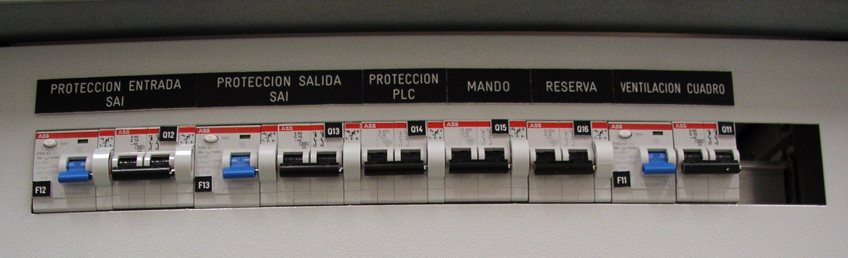 PROTECCION ENTRADA
SAI
PROTECCION SALIDA
SAI
PROTECCION
PLC
MANDO
RESERVA
VENTILACION CUADRO
ABB
ABB
Q12
ABB
ABB
Q13
ABB
Q14
ABB
Q15
ABB
Q16
ABB
ABB
Q11
F12
F13
F11